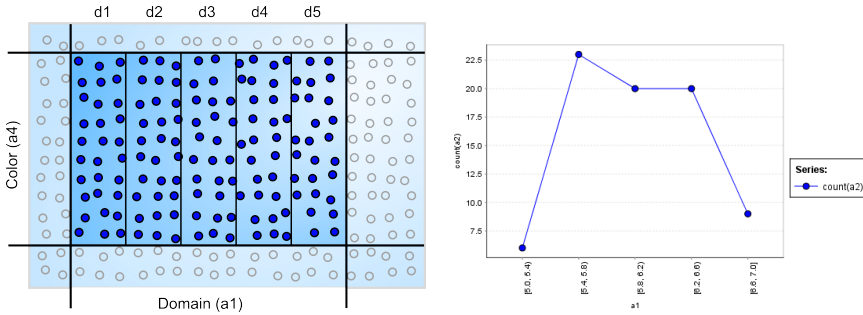 d1 d2 d3 d4 d5
Color (a4)
Domain (a1)
22.5
20.0
17.5
15.0
12.5
10.0
7.5
count(a2)
[5.0, 5.4)
[5.4, 5.8)
[5.8, 6.2)
[6.2, 6.6)
[6.6, 7.0]
a1
Series:
count(a2)